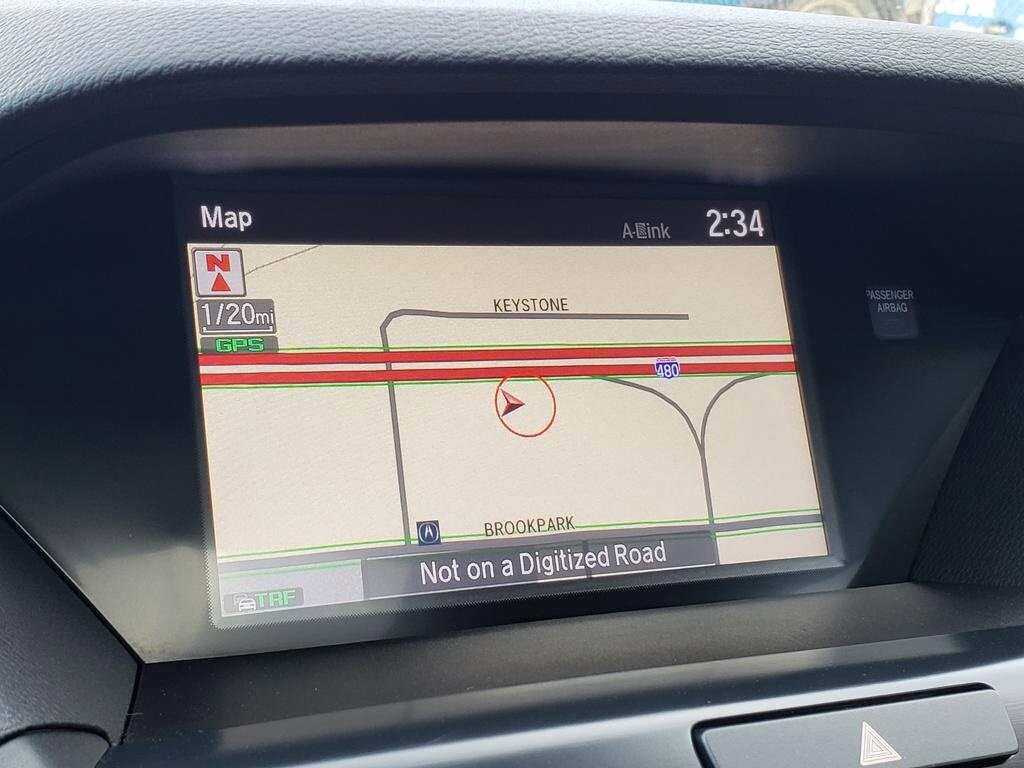 Map
A-Link
2:34
N
1/20mi
GPS
KEYSTONE
480
BROOKPARK
Not on a Digitized Road
TRF
PASSENGER
AIRBAG